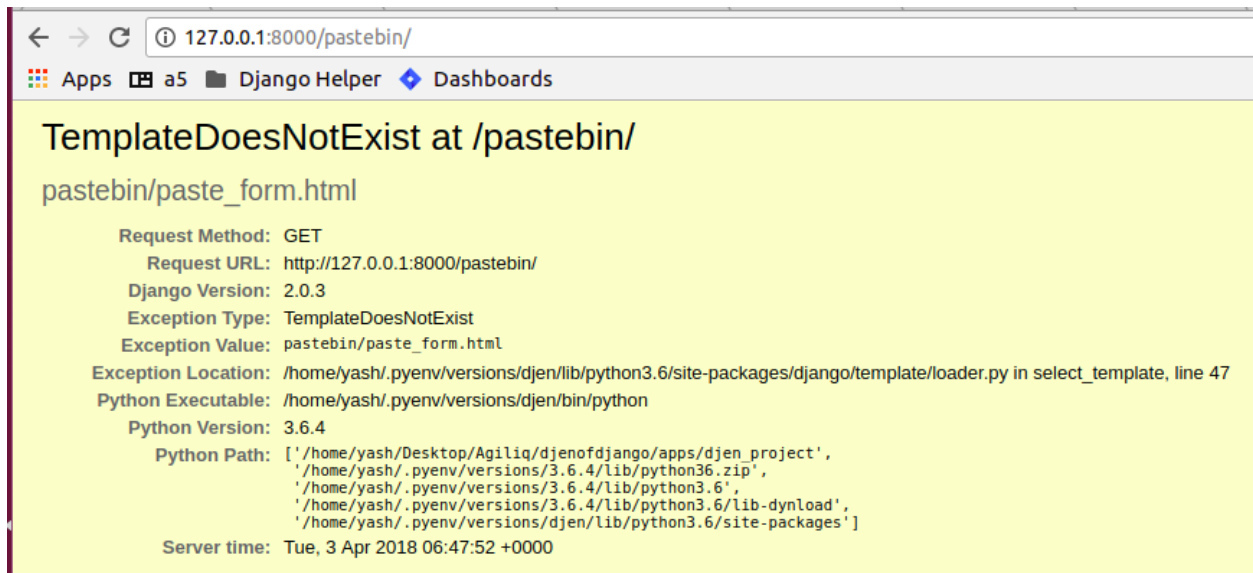 127.0.0.1:8000/pastebin/
Apps a5 Django Helper Dashboards
TemplateDoesNotExist at /pastebin/
pastebin/paste_form.html
Request Method: GET
Request URL: http://127.0.0.1:8000/pastebin/
Django Version: 2.0.3
Exception Type: TemplateDoesNotExist
Exception Value: pastebin/paste_form.html
Exception Location: /home/yash/.pyenv/versions/djen/lib/python3.6/site-packages/django/template/loader.py in select_template, line 47
Python Executable: /home/yash/.pyenv/versions/djen/bin/python
Python Version: 3.6.4
Python Path: ['/home/yash/Desktop/Agiliq/djenofdjango/apps/djen_project',
'/home/yash/.pyenv/versions/3.6.4/lib/python36.zip',
'/home/yash/.pyenv/versions/3.6.4/lib/python3.6',
'/home/yash/.pyenv/versions/3.6.4/lib/python3.6/lib-dynload',
'/home/yash/.pyenv/versions/djen/lib/python3.6/site-packages']
Server time: Tue, 3 Apr 2018 06:47:52 +0000